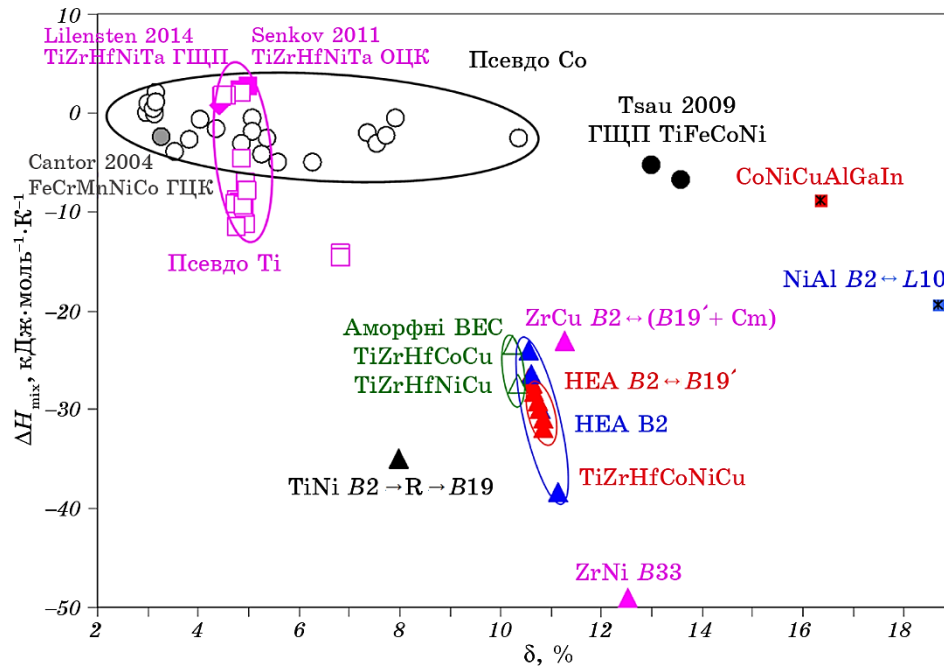 10
Lilensten 2014
TiZrHfNiTa ГЩП
Senkov 2011
TiZrHfNiTa ОЦК
Псевдо Co
Tsau 2009
ГЩП TiFeCoNi
0
Cantor 2004
FeCrMnNiCo ГЦК
CoNiCuAlGaIn
−10
Псевдо Ti
NiAl B2↔L10
−20
ZrCu B2↔(B19′+ Cm)
Аморфні ВЕС
TiZrHfCoCu
TiZrHfNiCu
HEA B2↔B19′
HEA B2
−30
TiNi B2→R→B19
TiZrHfCoNiCu
−40
ZrNi B33
−50
ΔHmix, кДж·моль⁻¹·К⁻¹
2 4 6 8 10 12 14 16 18
δ, %